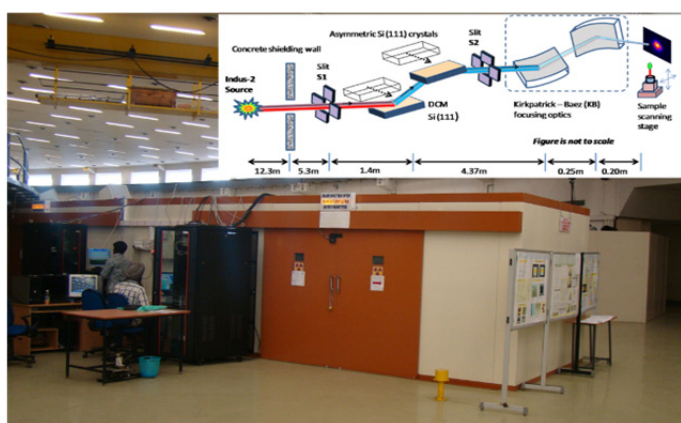 Asymmetric Si (111) crystals
Slit
S2
Concrete shielding wall
Slit
S1
Indus-2
Source
DCM
Si (111)
Kirkpatrick – Baez (KB)
focusing optics
Sample
scanning
stage
Figure is not to scale
12.3m
5.3m
1.4m
4.37m
0.25m
0.20m